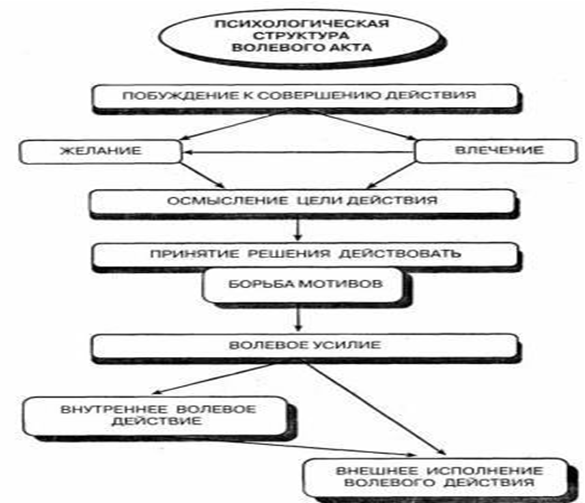 ПСИХОЛОГИЧЕСКАЯ
СТРУКТУРА
ВОЛЕВОГО АКТА
ПОБУЖДЕНИЕ К СОВЕРШЕНИЮ ДЕЙСТВИЯ
ЖЕЛАНИЕ
ВЛЕЧЕНИЕ
ОСМЫСЛЕНИЕ ЦЕЛИ ДЕЙСТВИЯ
ПРИНЯТИЕ РЕШЕНИЯ ДЕЙСТВОВАТЬ
БОРЬБА МОТИВОВ
ВОЛЕВОЕ УСИЛИЕ
ВНУТРЕННЕЕ ВОЛЕВОЕ
ДЕЙСТВИЕ
ВНЕШНЕЕ ИСПОЛНЕНИЕ
ВОЛЕВОГО ДЕЙСТВИЯ